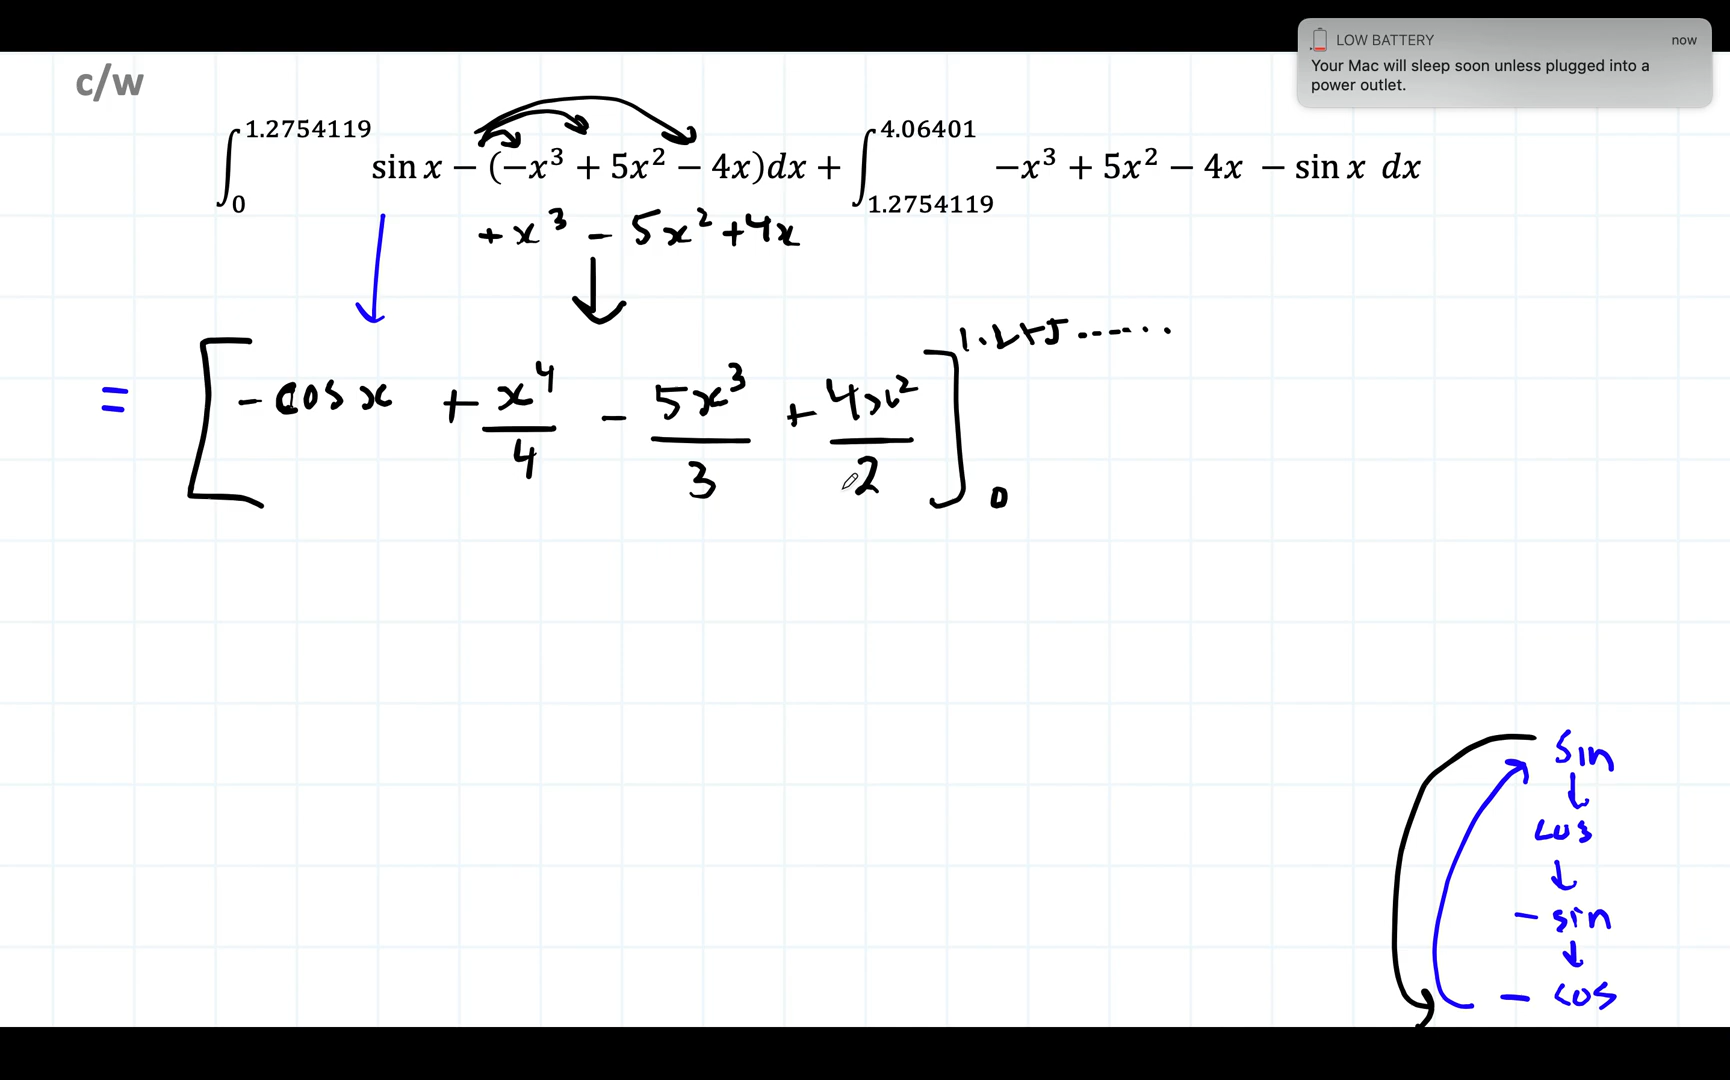 LOW BATTERY now
Your Mac will sleep soon unless plugged into a
power outlet.
c/w
∫₀^1.2754119 sin x − (−x³ + 5x² − 4x)dx + ∫_1.2754119^4.06401 −x³ + 5x² − 4x − sin x dx
+x³ − 5x² + 4x
= [−cos x + x⁴/4 − 5x³/3 + 4x²/2]₀^1.275......
sin
↓
cos
↓
− sin
↓
− cos